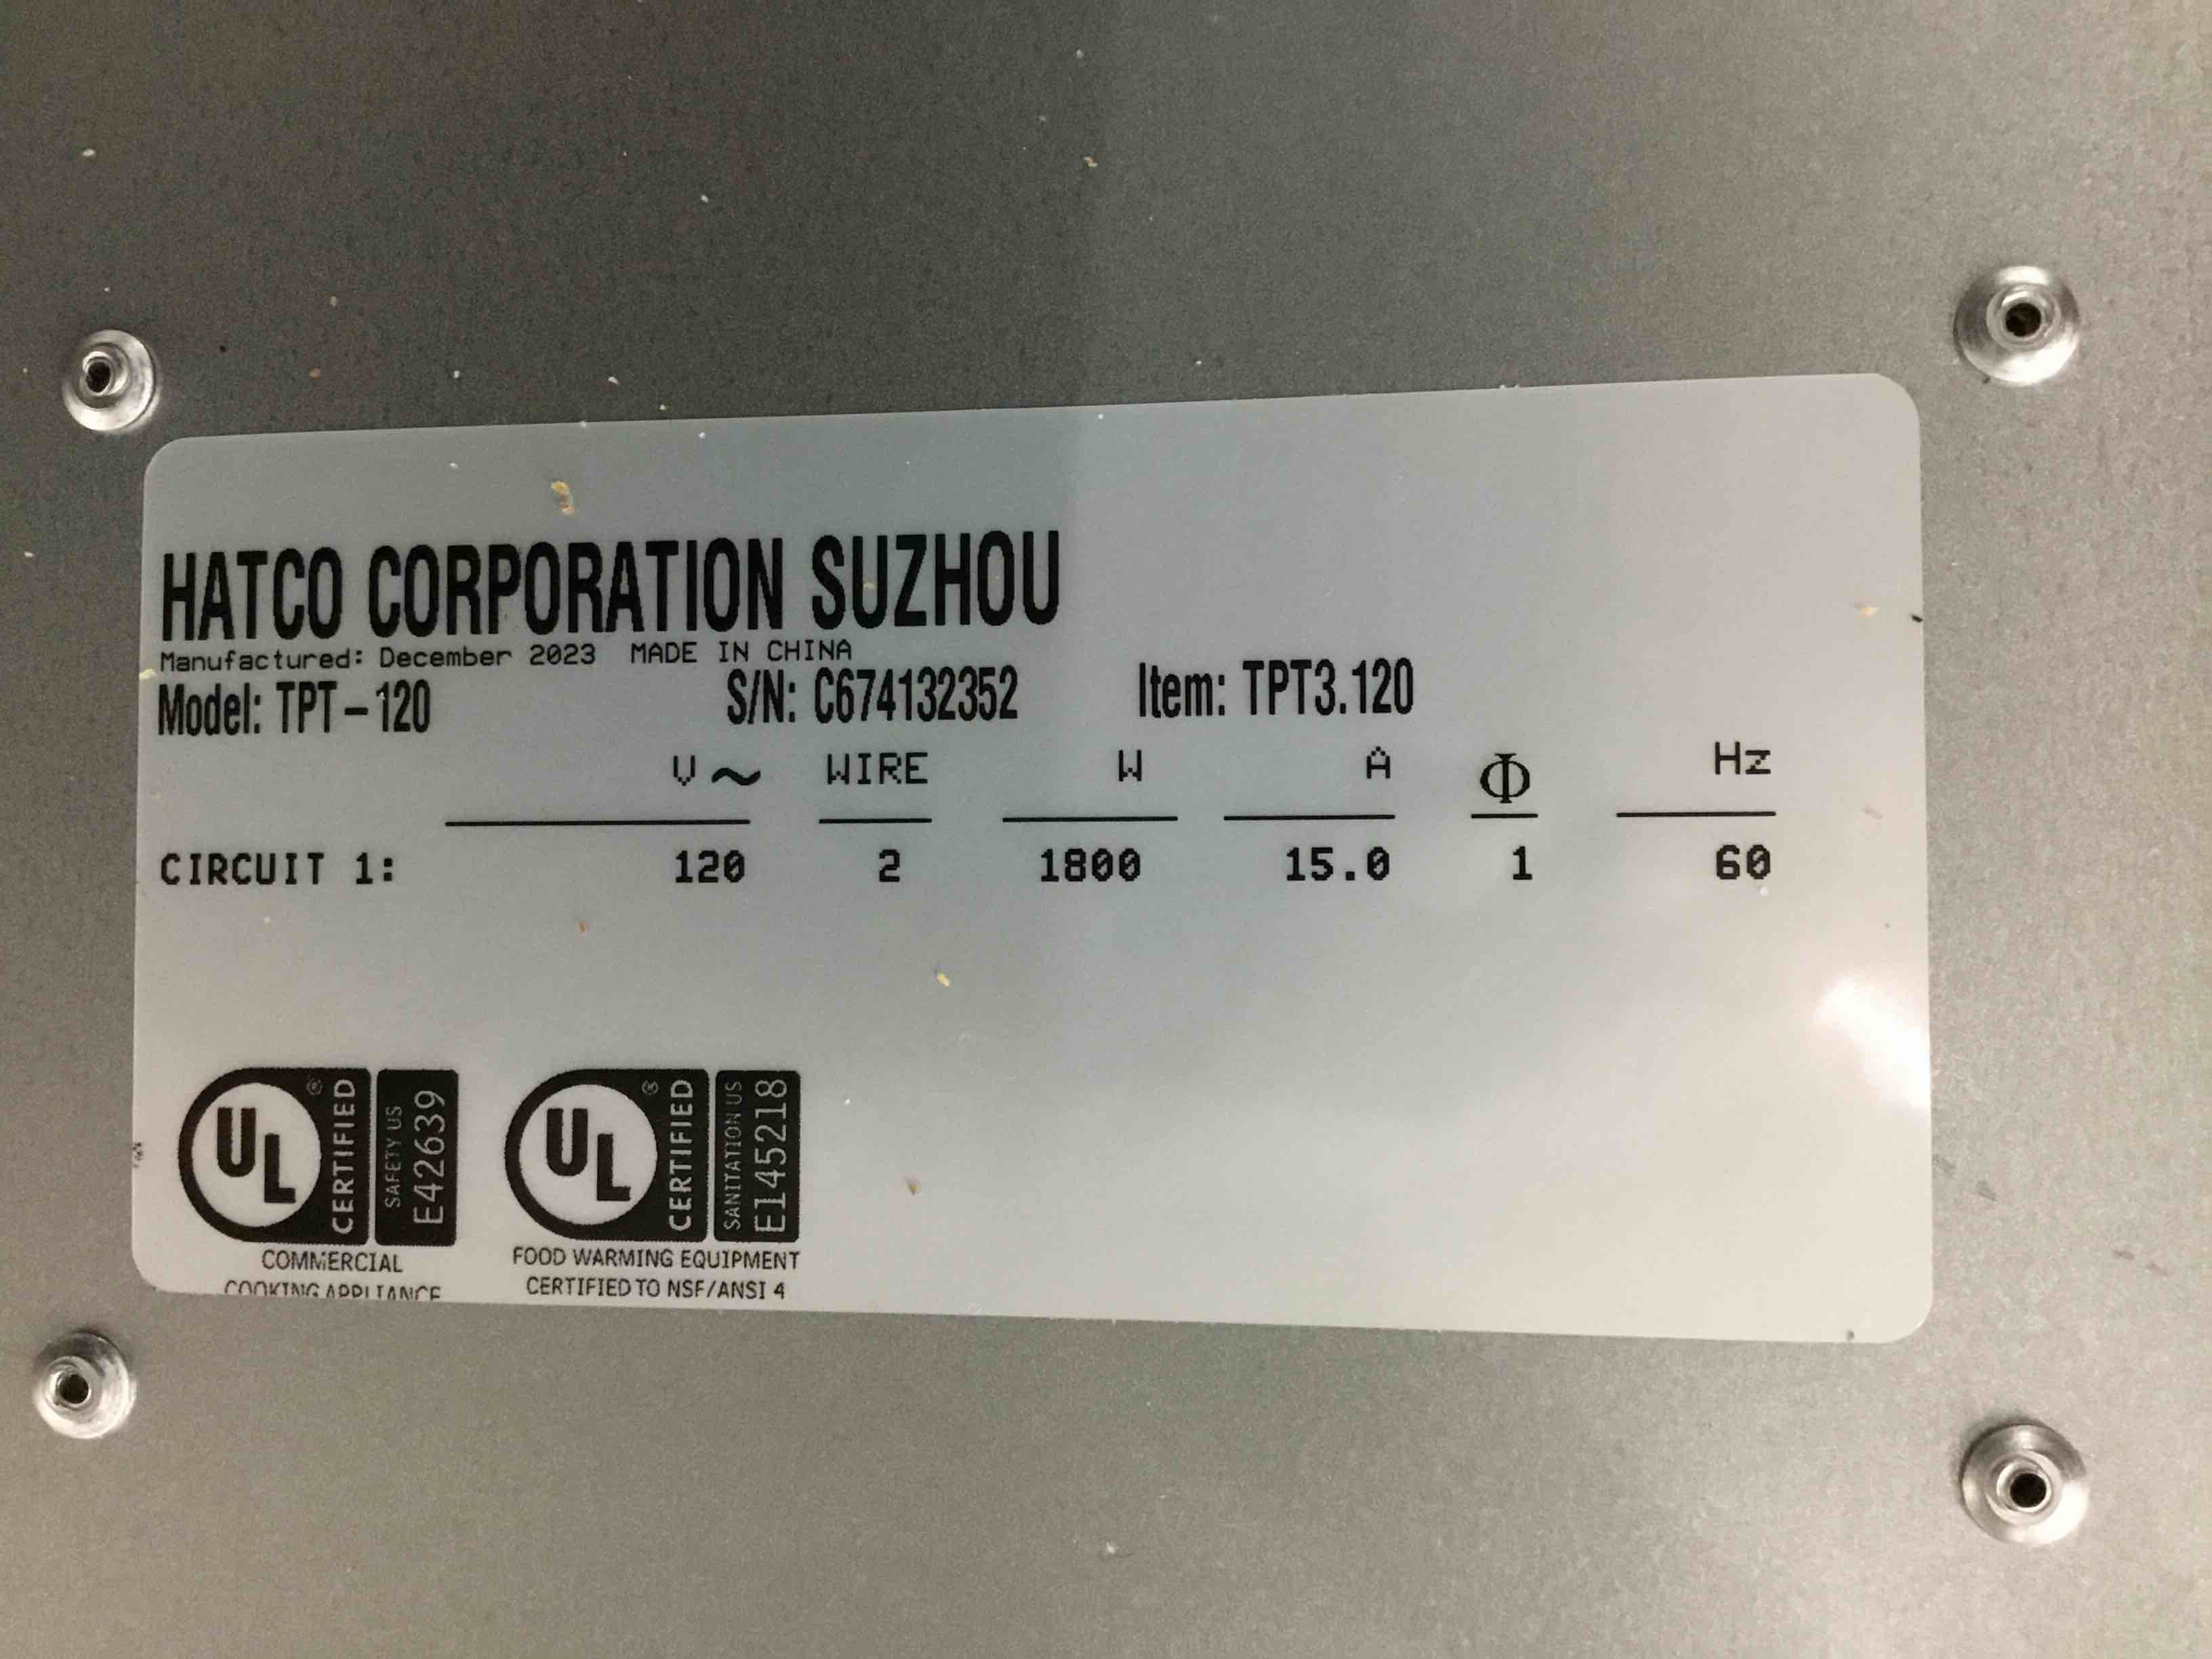 HATCO CORPORATION SUZHOU
Manufactured: December 2023 MADE IN CHINA
Model: TPT-120 S/N: C674132352 Item: TPT3.120
V~ WIRE W A Φ Hz
CIRCUIT 1: 120 2 1800 15.0 1 60
UL ® CERTIFIED SAFETY US E42639
COMMERCIAL
COOKING APPLIANCE
UL ® CERTIFIED SANITATION US E145218
FOOD WARMING EQUIPMENT
CERTIFIED TO NSF/ANSI 4